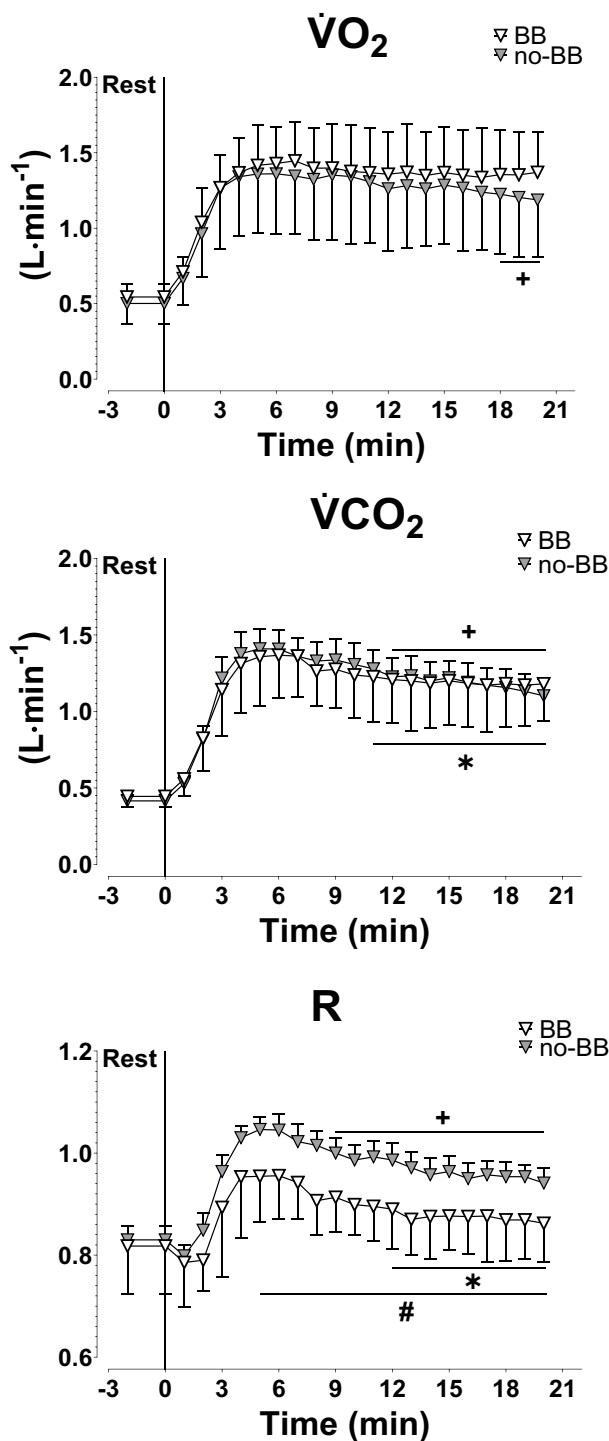 V̇O₂
BB
no-BB
Rest
2.0
1.5
1.0
0.5
0.0
(L·min⁻¹)
+
-3 0 3 6 9 12 15 18 21
Time (min)
V̇CO₂
BB
no-BB
Rest
2.0
1.5
1.0
0.5
0.0
(L·min⁻¹)
+
*
-3 0 3 6 9 12 15 18 21
Time (min)
R
BB
no-BB
Rest
1.2
1.0
0.8
0.6
+
*
#
-3 0 3 6 9 12 15 18 21
Time (min)